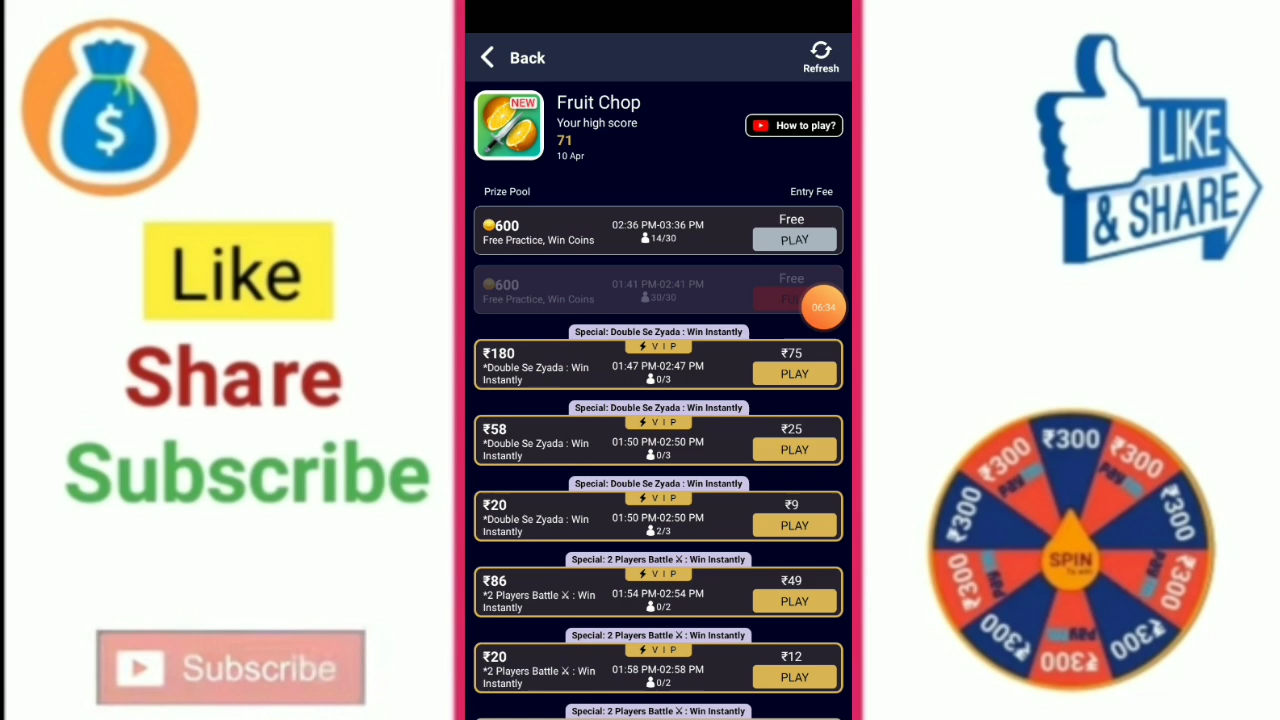 $
Like
Share
Subscribe
Subscribe
Back
Refresh
NEW
Fruit Chop
Your high score
71
10 Apr
How to play?
Prize Pool
Entry Fee
600
Free Practice, Win Coins
02:36 PM-03:36 PM
14/30
Free
PLAY
600
Free Practice, Win Coins
01:41 PM-02:41 PM
30/30
Free
06:34
Special: Double Se Zyada : Win Instantly
VIP
₹180
*Double Se Zyada : Win
Instantly
01:47 PM-02:47 PM
0/3
₹75
PLAY
Special: Double Se Zyada : Win Instantly
VIP
₹58
*Double Se Zyada : Win
Instantly
01:50 PM-02:50 PM
0/3
₹25
PLAY
Special: Double Se Zyada : Win Instantly
VIP
₹20
*Double Se Zyada : Win
Instantly
01:50 PM-02:50 PM
2/3
₹9
PLAY
Special: 2 Players Battle ⚔ : Win Instantly
VIP
₹86
*2 Players Battle ⚔ : Win
Instantly
01:54 PM-02:54 PM
0/2
₹49
PLAY
Special: 2 Players Battle ⚔ : Win Instantly
VIP
₹20
*2 Players Battle ⚔ : Win
Instantly
01:58 PM-02:58 PM
0/2
₹12
PLAY
Special: 2 Players Battle ⚔ : Win Instantly
LIKE
& SHARE
₹300
₹300
₹300
₹300
₹300
₹300
₹300
₹300
₹300
₹300
SPIN
To win